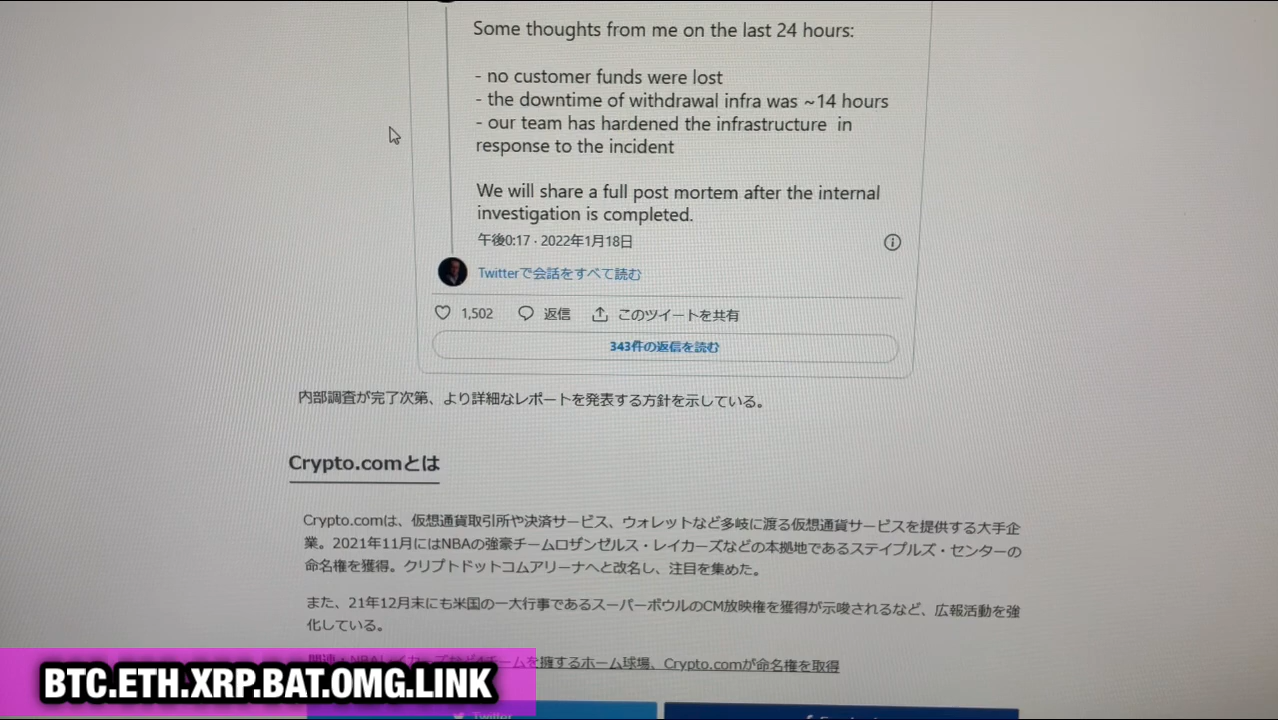 Some thoughts from me on the last 24 hours:
- no customer funds were lost
- the downtime of withdrawal infra was ~14 hours
- our team has hardened the infrastructure in
response to the incident
We will share a full post mortem after the internal
investigation is completed.
午後0:17 · 2022年1月18日
Twitterで会話をすべて読む
1,502 返信 このツイートを共有
343件の返信を読む
内部調査が完了次第、より詳細なレポートを発表する方針を示している。
Crypto.comとは
Crypto.comは、仮想通貨取引所や決済サービス、ウォレットなど多岐に渡る仮想通貨サービスを提供する大手企
業。2021年11月にはNBAの強豪チームロザンゼルス・レイカーズなどの本拠地であるステイプルズ・センターの
命名権を獲得。クリプトドットコムアリーナへと改名し、注目を集めた。
また、21年12月末にも米国の一大行事であるスーパーボウルのCM放映権を獲得が示唆されるなど、広報活動を強
化している。
を擁するホーム球場、Crypto.comが命名権を取得
BTC.ETH.XRP.BAT.OMG.LINK
Twitter